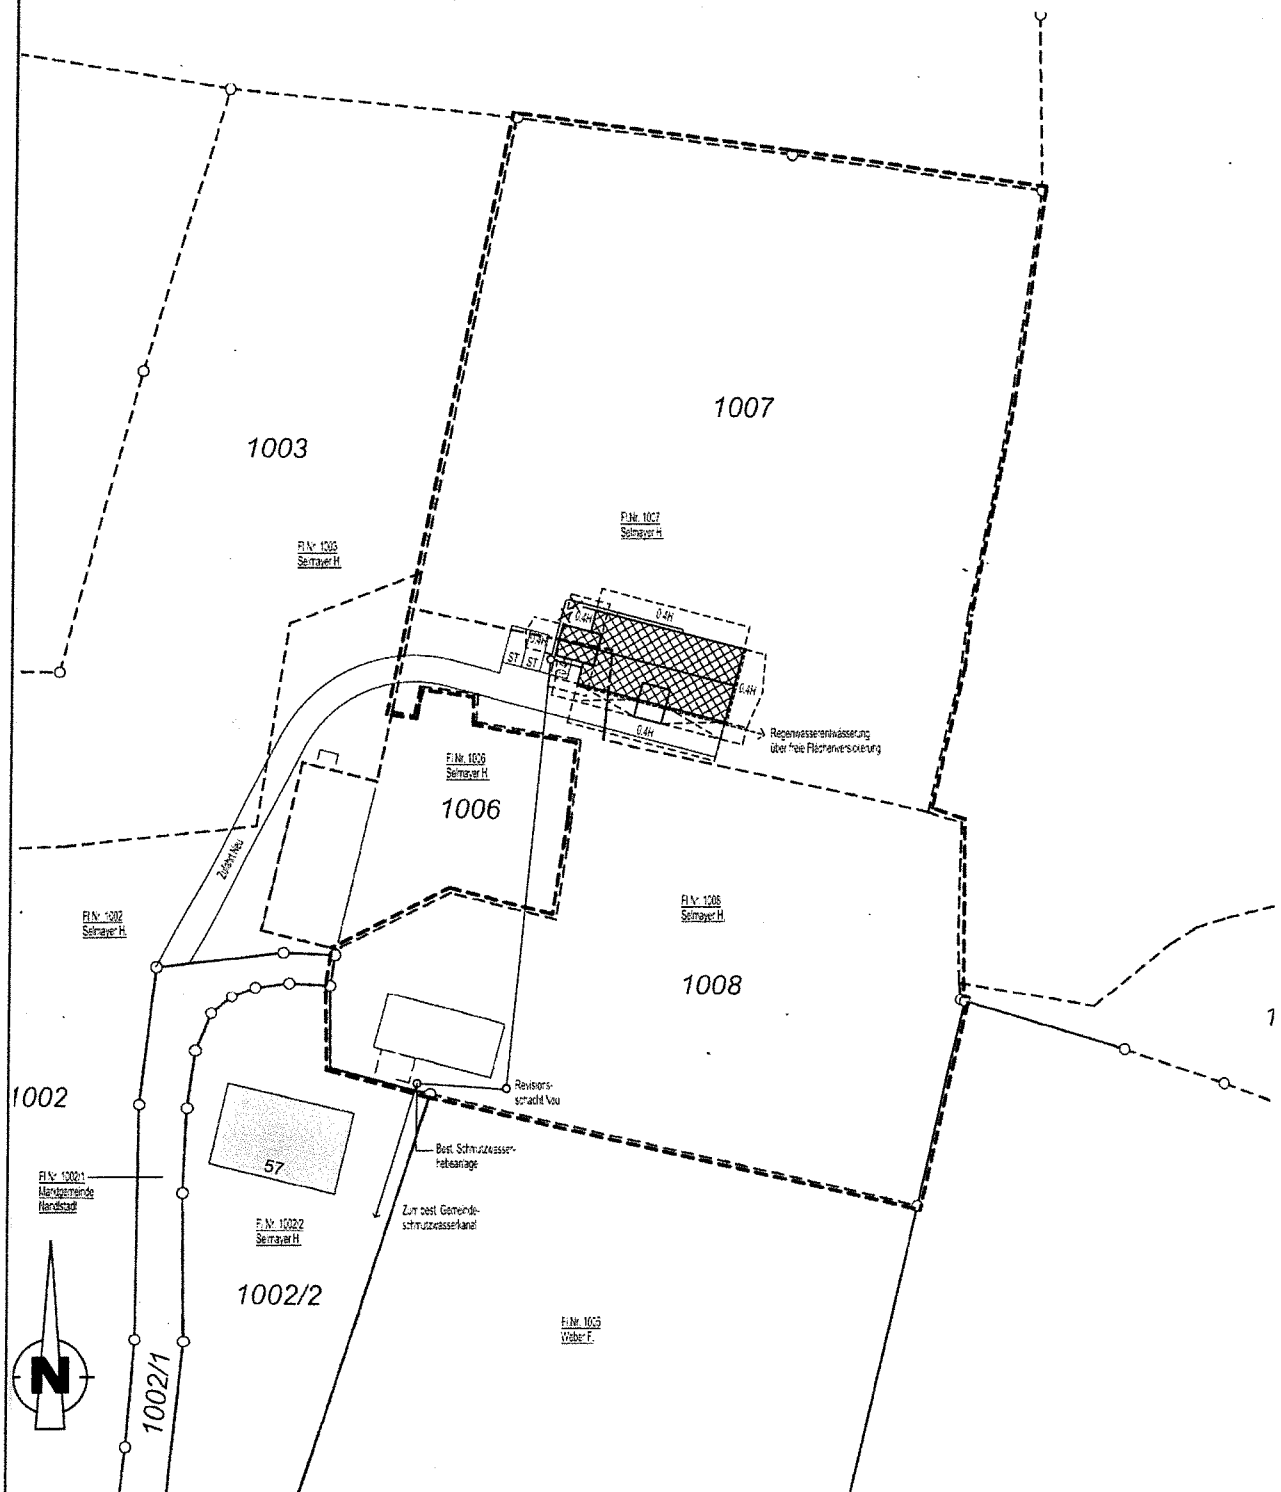 1007
1003
Fl.Nr. 1007
Selmayer H.
Fl.Nr. 1003
Selmayer H.
0.4H
0.4H
0.4H
ST
ST
0.4H
0.4H
Regenwasserentwässerung
über freie Flächenversickerung
Fl.Nr. 1006
Selmayer H.
1006
Zufahrt Neu
Fl.Nr. 1002
Selmayer H.
Fl.Nr. 1008
Selmayer H.
1008
1
1002
Revisions-
schacht Neu
Best. Schmutzwasser-
hebeanlage
57
Fl.Nr. 1002/1
Marktgemeinde
Nandlstadt
Zum best. Gemeinde-
schmutzwasserkanal
Fl.Nr. 1002/2
Selmayer H.
1002/2
Fl.Nr. 1005
Weber F.
N
1002/1